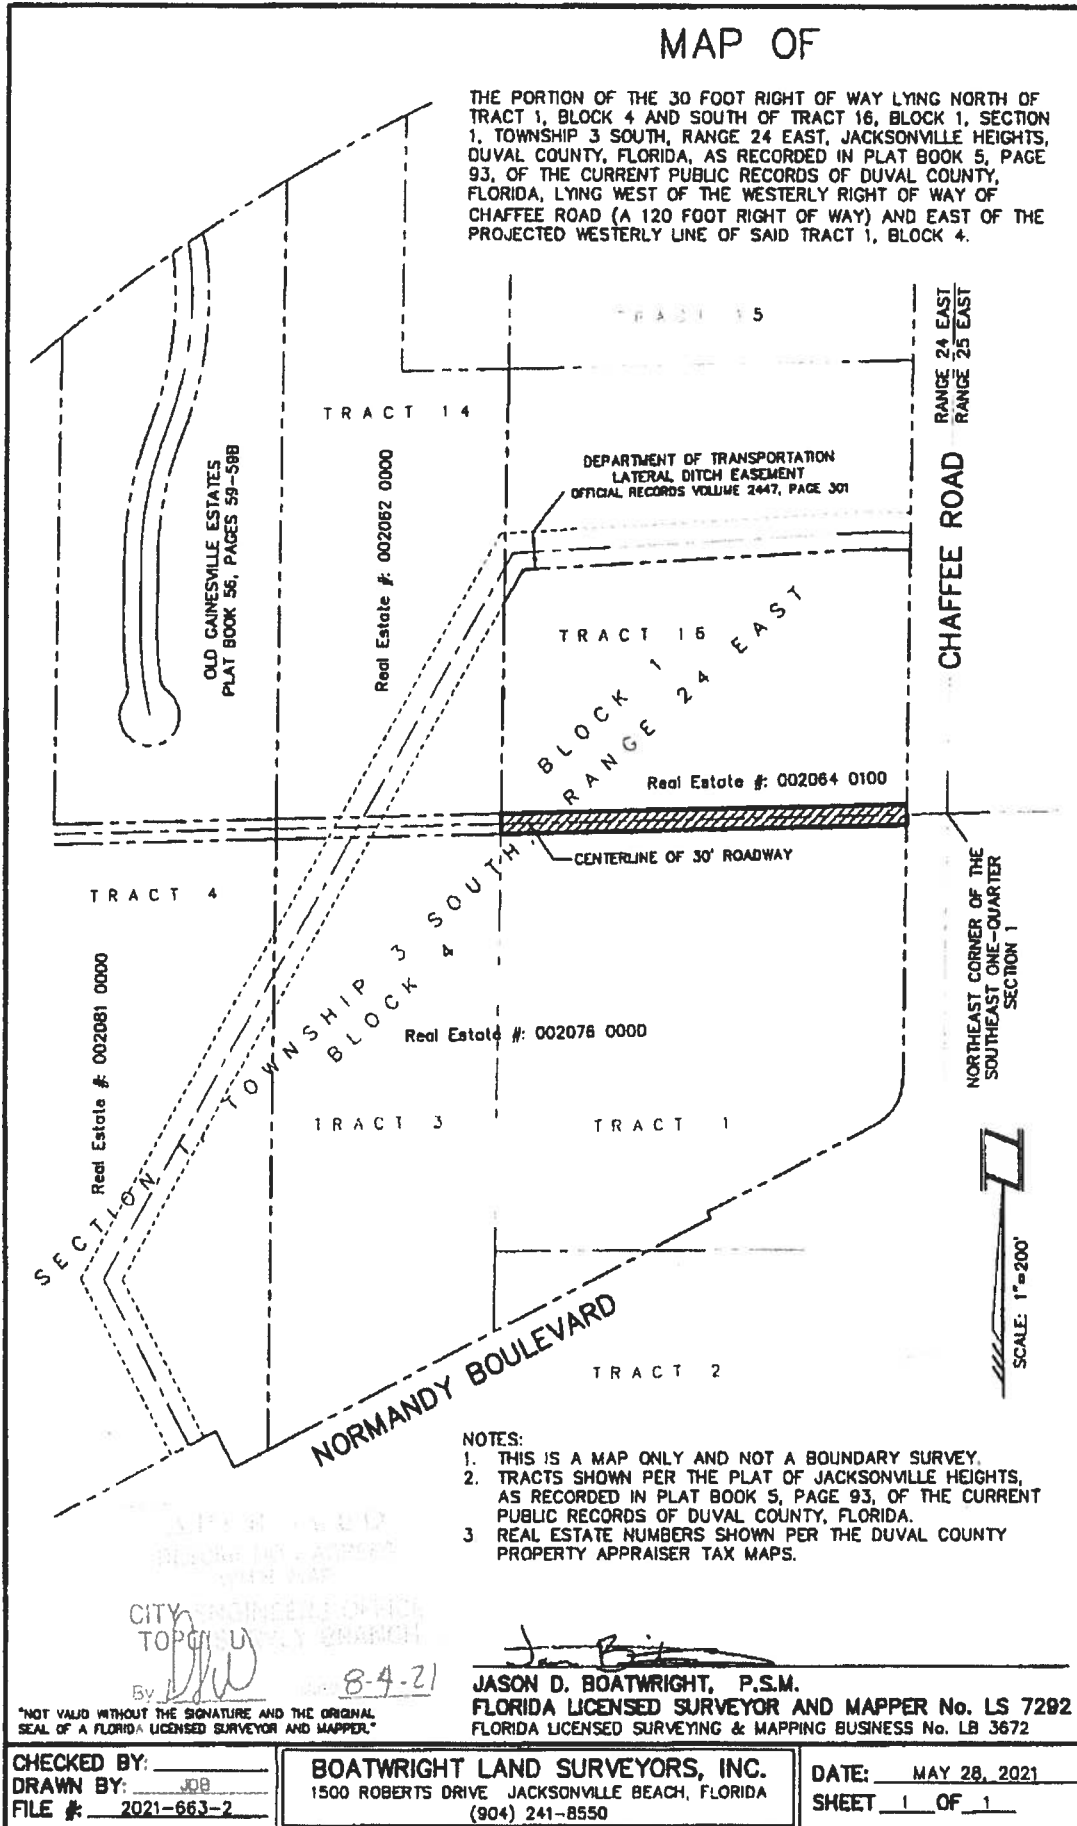 MAP OF
THE PORTION OF THE 30 FOOT RIGHT OF WAY LYING NORTH OF
TRACT 1, BLOCK 4 AND SOUTH OF TRACT 16, BLOCK 1, SECTION
1, TOWNSHIP 3 SOUTH, RANGE 24 EAST, JACKSONVILLE HEIGHTS,
DUVAL COUNTY, FLORIDA, AS RECORDED IN PLAT BOOK 5, PAGE
93, OF THE CURRENT PUBLIC RECORDS OF DUVAL COUNTY,
FLORIDA, LYING WEST OF THE WESTERLY RIGHT OF WAY OF
CHAFFEE ROAD (A 120 FOOT RIGHT OF WAY) AND EAST OF THE
PROJECTED WESTERLY LINE OF SAID TRACT 1, BLOCK 4.
RANGE 24 EAST
RANGE 25 EAST
TRACT 15
TRACT 14
DEPARTMENT OF TRANSPORTATION
LATERAL DITCH EASEMENT
OFFICIAL RECORDS VOLUME 2447, PAGE 301
OLD GAINESVILLE ESTATES
PLAT BOOK 56, PAGES 59-59B
Real Estate #: 002062 0000
CHAFFEE ROAD
TRACT 16
BLOCK 1
Real Estate #: 002064 0100
SECTION 1, TOWNSHIP 3 SOUTH, RANGE 24 EAST
CENTERLINE OF 30' ROADWAY
NORTHEAST CORNER OF THE
SOUTHEAST ONE-QUARTER
SECTION 1
TRACT 4
BLOCK 4
Real Estate #: 002081 0000
Real Estate #: 002076 0000
TRACT 3
TRACT 1
SCALE: 1"=200'
NORMANDY BOULEVARD
TRACT 2
NOTES:
1. THIS IS A MAP ONLY AND NOT A BOUNDARY SURVEY.
2. TRACTS SHOWN PER THE PLAT OF JACKSONVILLE HEIGHTS,
AS RECORDED IN PLAT BOOK 5, PAGE 93, OF THE CURRENT
PUBLIC RECORDS OF DUVAL COUNTY, FLORIDA.
3 REAL ESTATE NUMBERS SHOWN PER THE DUVAL COUNTY
PROPERTY APPRAISER TAX MAPS.
CITY ENGINEERS OFFICE
BRANCH
By 8-4-21
"NOT VALID WITHOUT THE SIGNATURE AND THE ORIGINAL
SEAL OF A FLORIDA LICENSED SURVEYOR AND MAPPER."
JASON D. BOATWRIGHT, P.S.M.
FLORIDA LICENSED SURVEYOR AND MAPPER No. LS 7292
FLORIDA LICENSED SURVEYING & MAPPING BUSINESS No. LB 3672
CHECKED BY:
DRAWN BY: JDB
FILE #: 2021-663-2
BOATWRIGHT LAND SURVEYORS, INC.
1500 ROBERTS DRIVE JACKSONVILLE BEACH, FLORIDA
(904) 241-8550
DATE: MAY 28, 2021
SHEET 1 OF 1